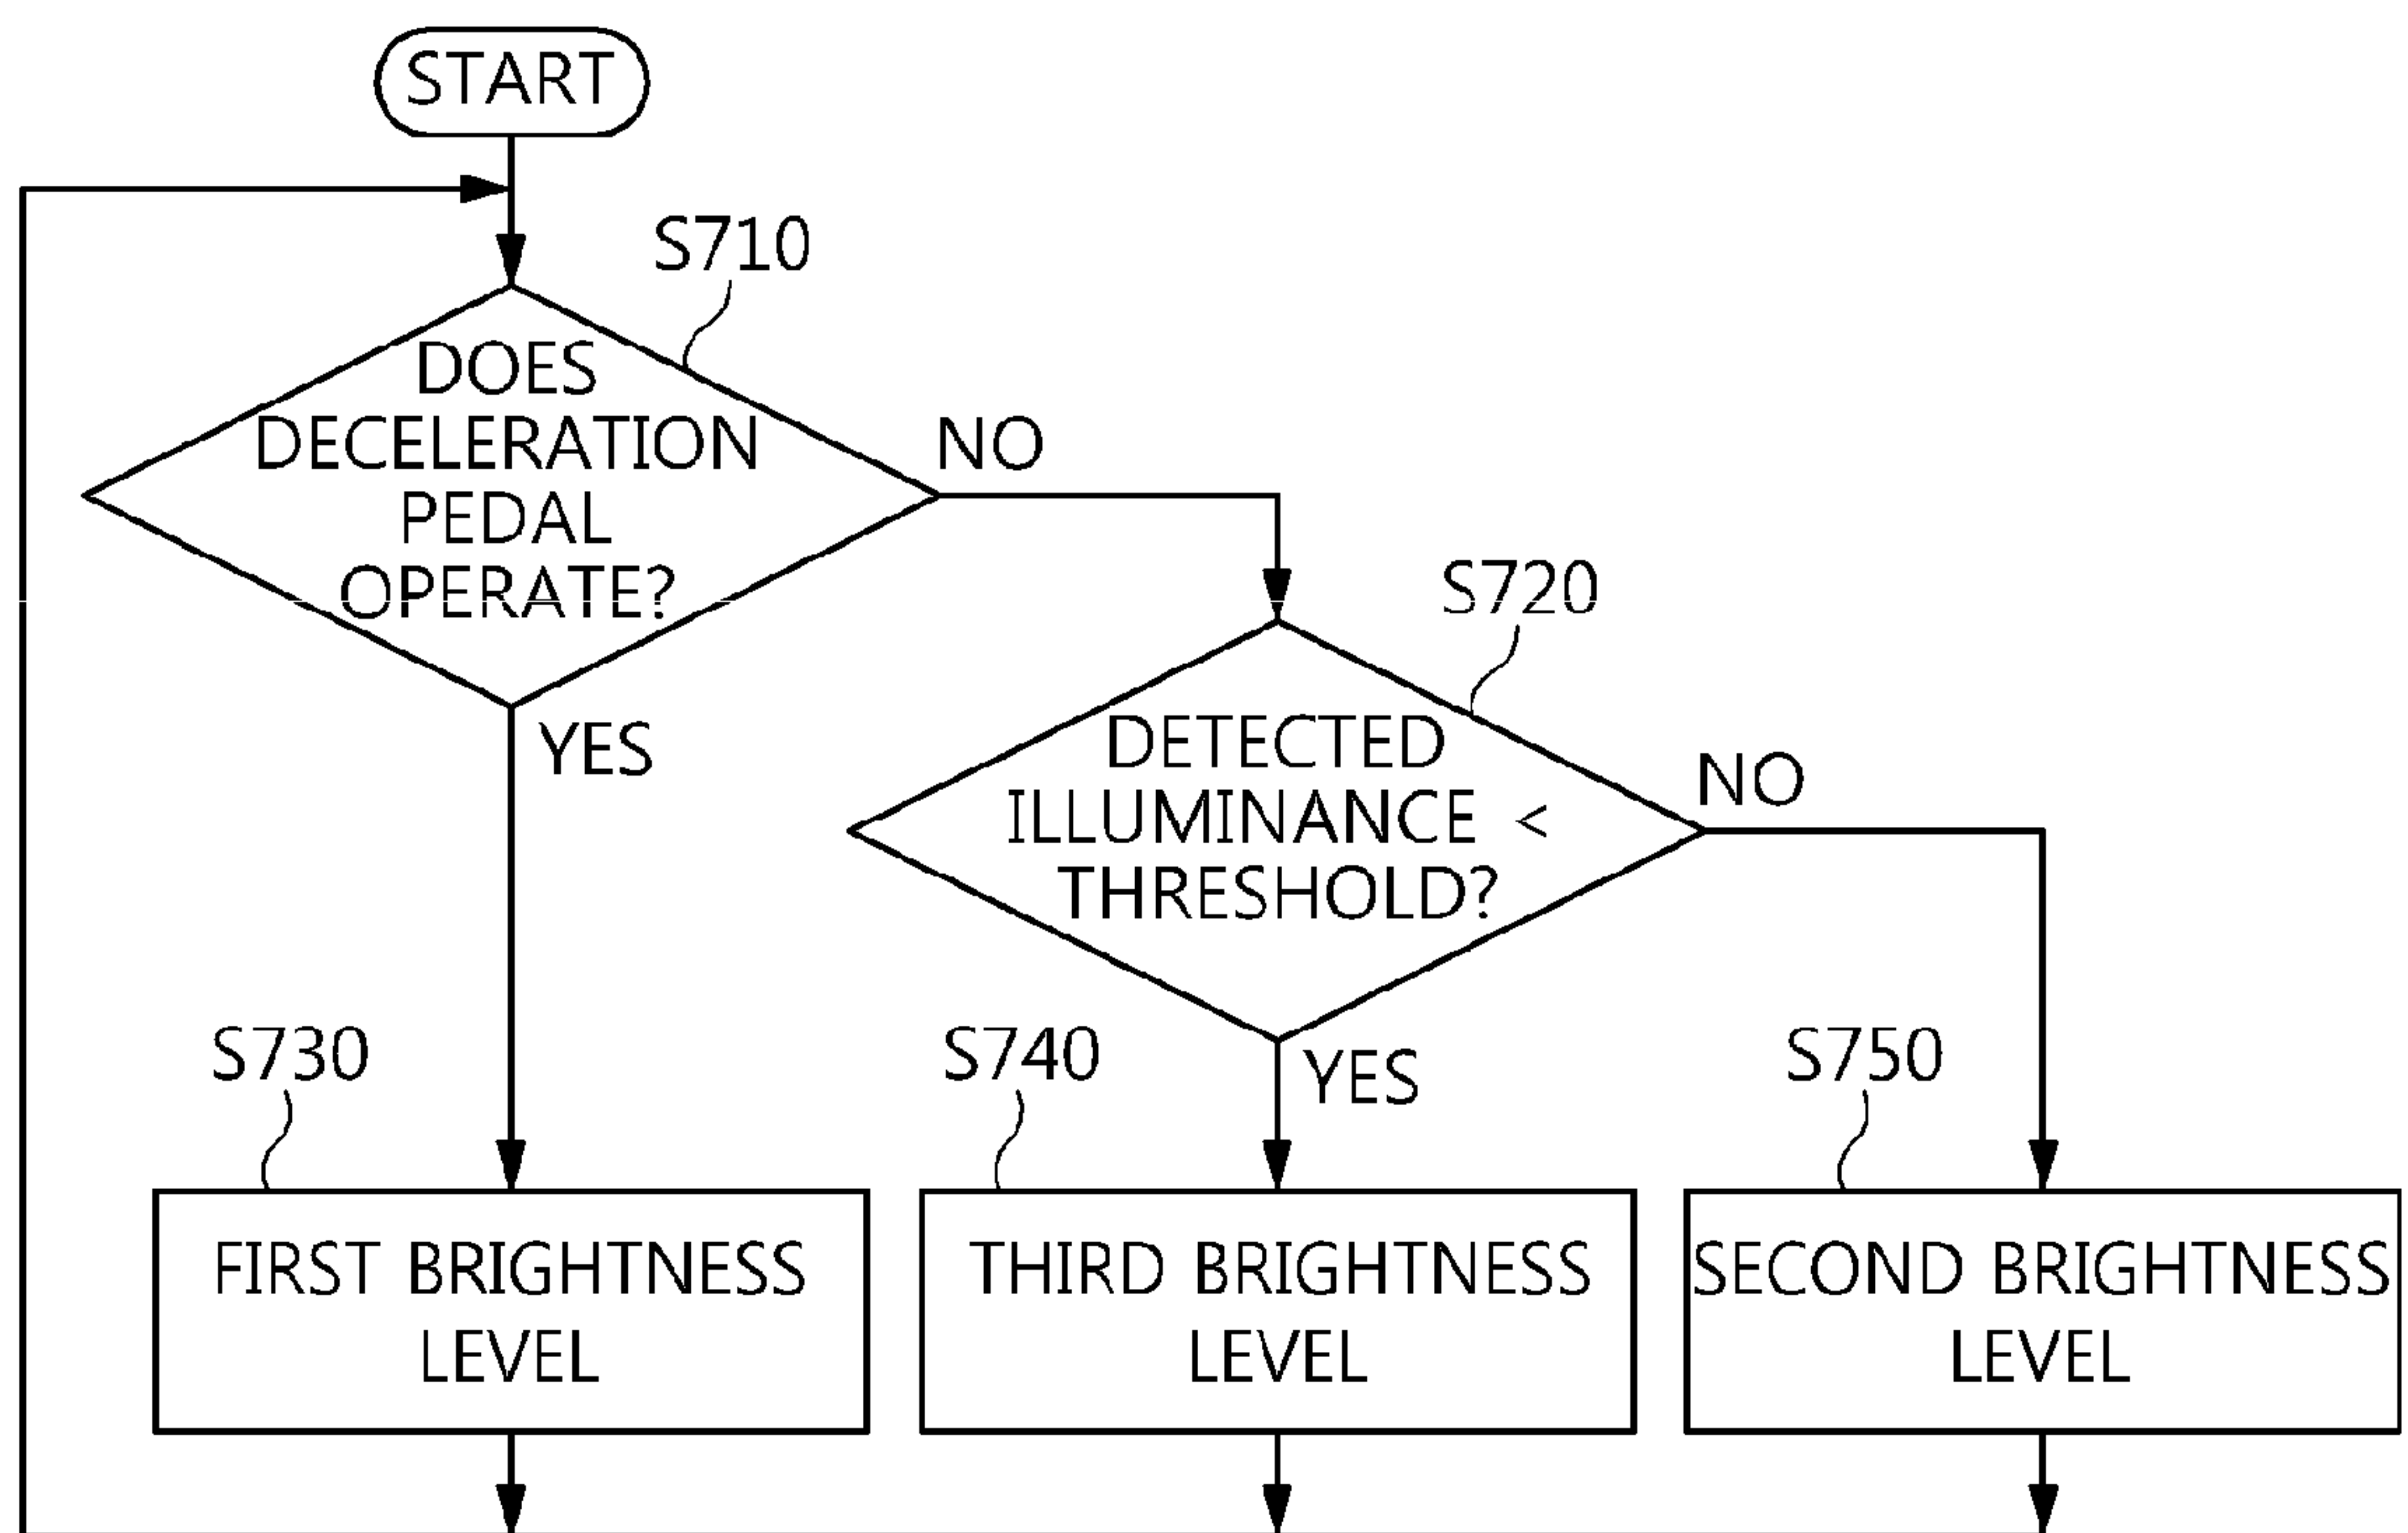 START
S710
DOES
DECELERATION
PEDAL
OPERATE?
NO
YES
S720
DETECTED
ILLUMINANCE <
THRESHOLD?
NO
YES
S730
FIRST BRIGHTNESS
LEVEL
S740
THIRD BRIGHTNESS
LEVEL
S750
SECOND BRIGHTNESS
LEVEL